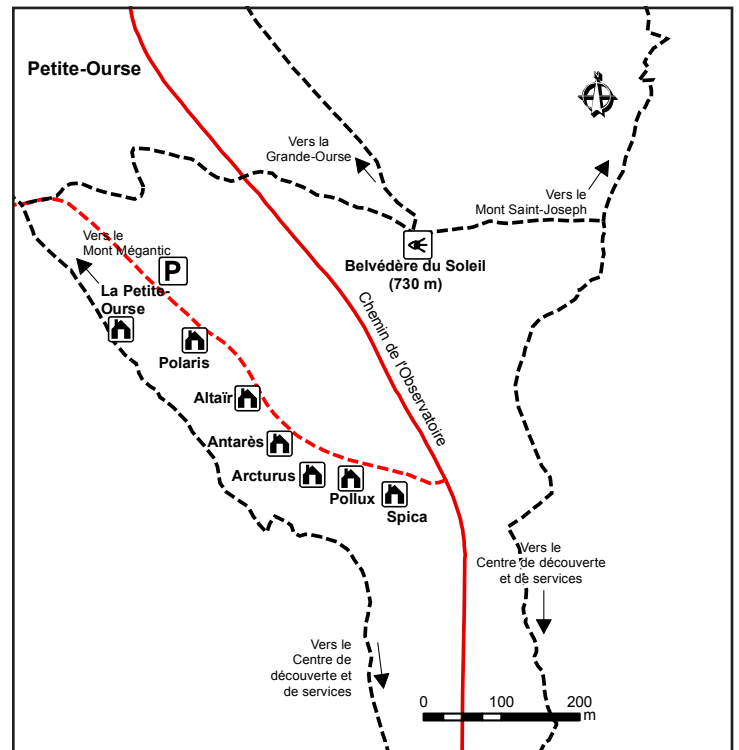 Petite-Ourse
Vers la
Grande-Ourse
Vers le
Mont Saint-Joseph
Belvédère du Soleil
(730 m)
Vers le
Mont Mégantic
P
La Petite-
Ourse
Polaris
Chemin de l'Observatoire
Altaïr
Antarès
Arcturus
Pollux
Spica
Vers le
Centre de découverte
et de services
Vers le
Centre de
découverte et
de services
0 100 200
m